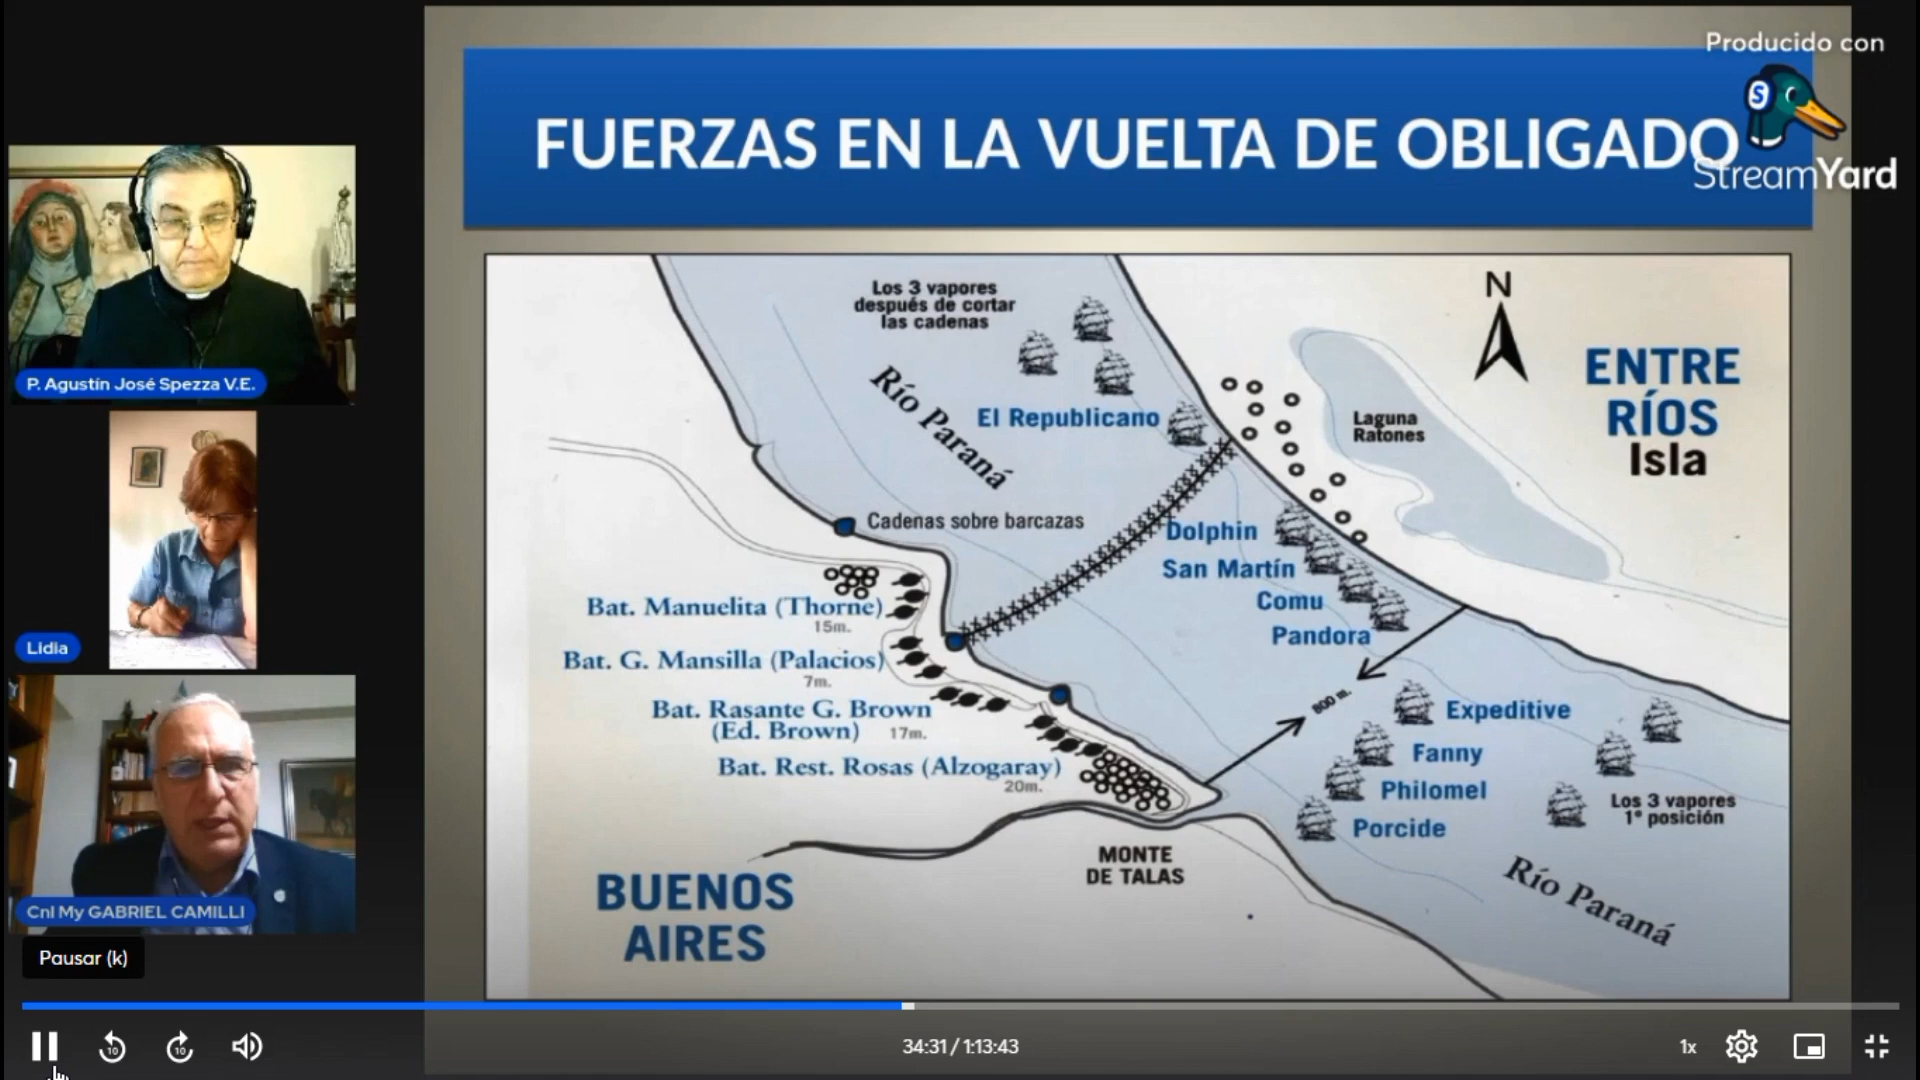 Producido con
StreamYard
FUERZAS EN LA VUELTA DE OBLIGADO
Los 3 vapores
después de cortar
las cadenas
Río Paraná
El Republicano
N
ENTRE
RÍOS
Isla
Laguna
Ratones
Cadenas sobre barcazas
Dolphin
San Martín
Comu
Pandora
Bat. Manuelita (Thorne)
15m.
Bat. G. Mansilla (Palacios)
7m.
Bat. Rasante G. Brown
(Ed. Brown) 17m.
Bat. Rest. Rosas (Alzogaray)
20m.
800 m.
Expeditive
Fanny
Philomel
Porcide
Los 3 vapores
1° posición
Río Paraná
MONTE
DE TALAS
BUENOS
AIRES
P. Agustín José Spezza V.E.
Lidia
Cnl My GABRIEL CAMILLI
Pausar (k)
10
10
34:31 / 1:13:43
1x